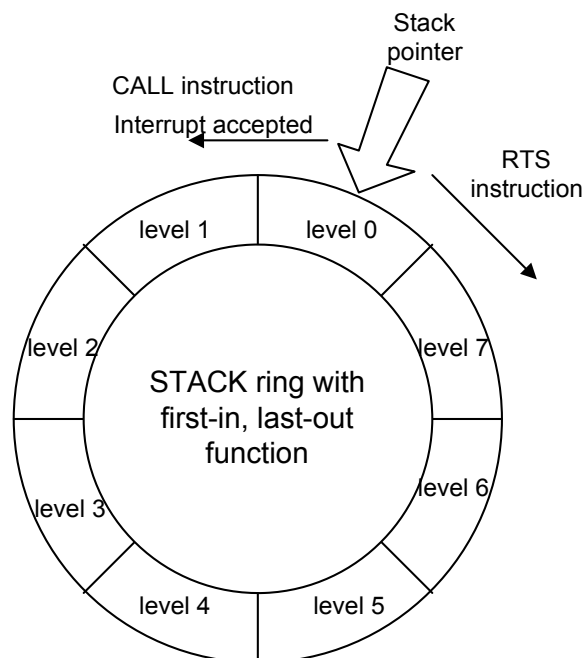 Stack
pointer
CALL instruction
Interrupt accepted
RTS
instruction
level 1
level 0
level 2
level 7
STACK ring with
first-in, last-out
function
level 3
level 6
level 4
level 5